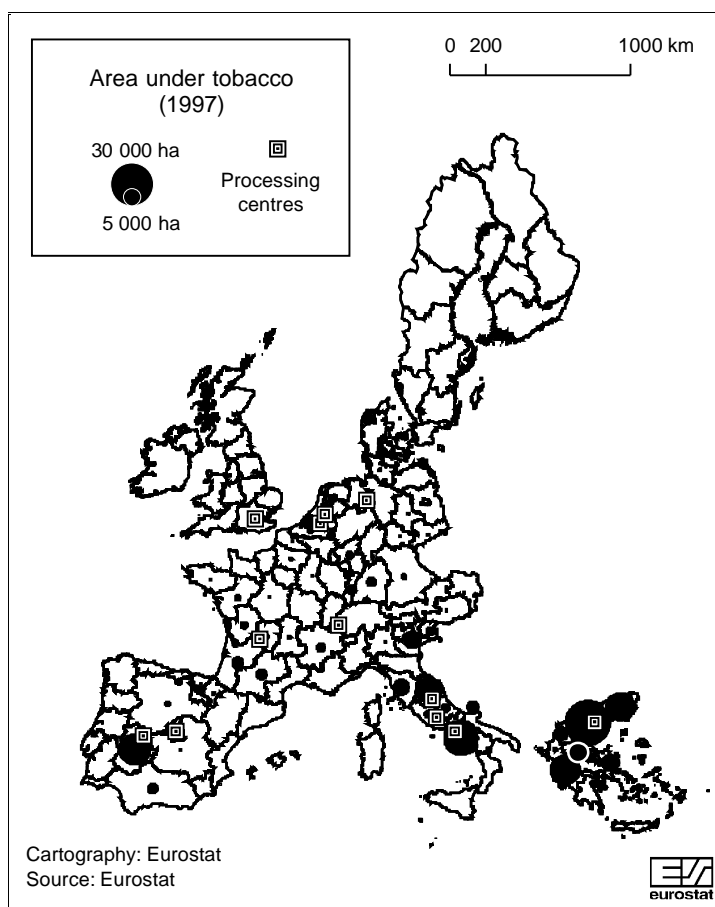 0 200 1000 km
Area under tobacco
(1997)
30 000 ha
Processing
centres
5 000 ha
Cartography: Eurostat
Source: Eurostat
eurostat